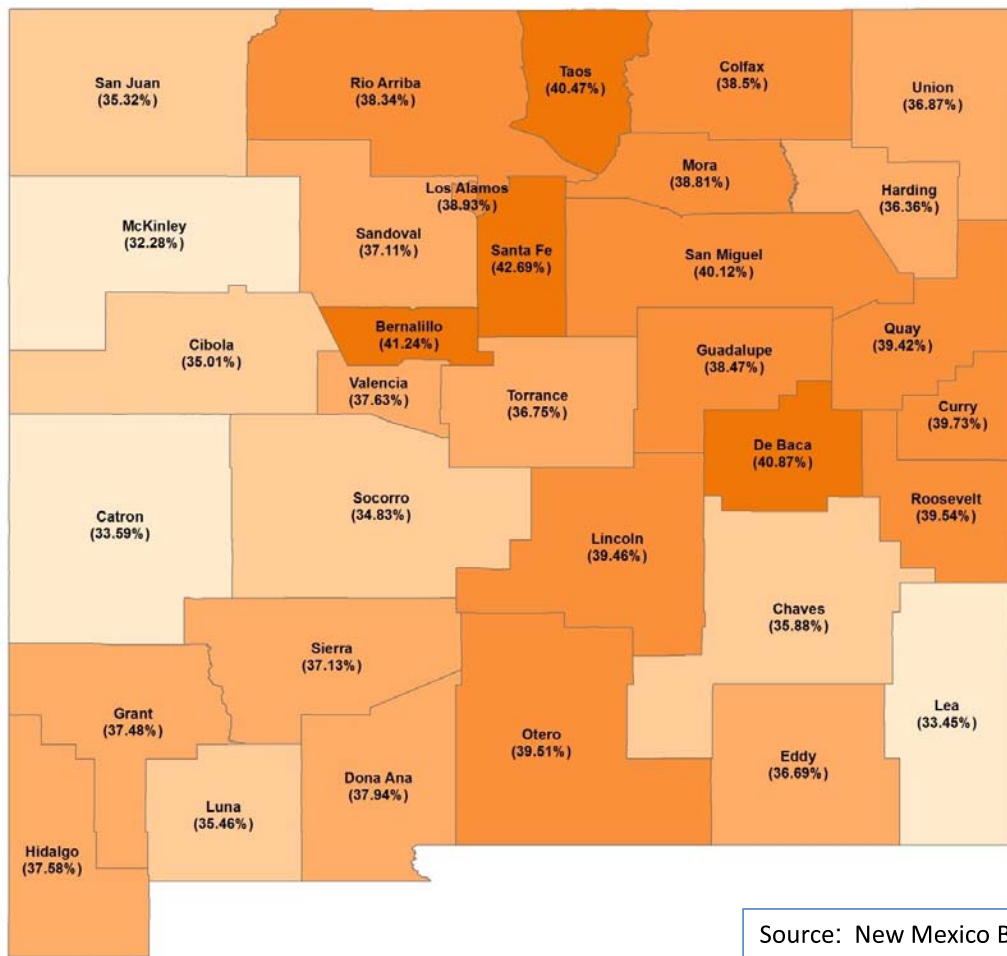 San Juan
(35.32%)
Rio Arriba
(38.34%)
Taos
(40.47%)
Colfax
(38.5%)
Union
(36.87%)
Mora
(38.81%)
Harding
(36.36%)
Los Alamos
(38.93%)
McKinley
(32.28%)
Sandoval
(37.11%)
Santa Fe
(42.69%)
San Miguel
(40.12%)
Bernalillo
(41.24%)
Cibola
(35.01%)
Quay
(39.42%)
Guadalupe
(38.47%)
Valencia
(37.63%)
Torrance
(36.75%)
Curry
(39.73%)
De Baca
(40.87%)
Socorro
(34.83%)
Roosevelt
(39.54%)
Catron
(33.59%)
Lincoln
(39.46%)
Chaves
(35.88%)
Sierra
(37.13%)
Lea
(33.45%)
Grant
(37.48%)
Otero
(39.51%)
Eddy
(36.69%)
Dona Ana
(37.94%)
Luna
(35.46%)
Hidalgo
(37.58%)
Source: New Mexico B